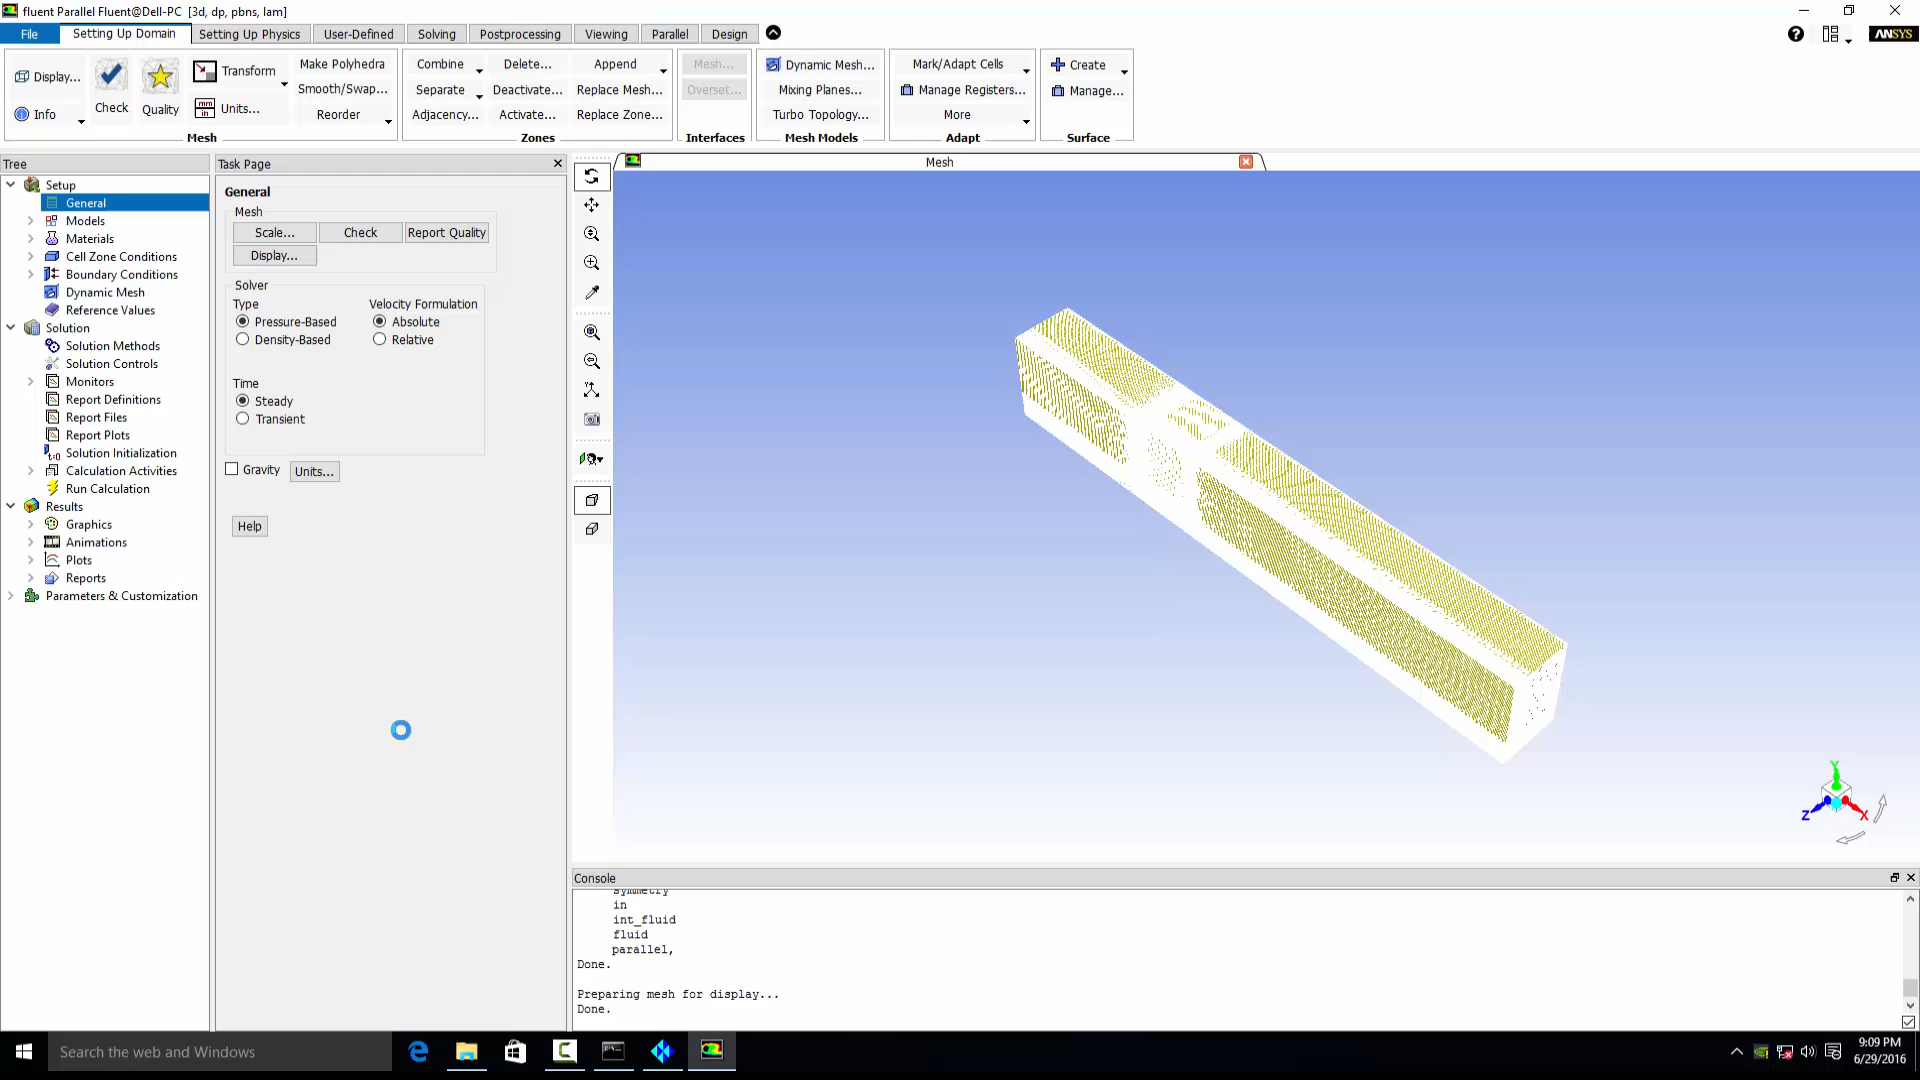 fluent Parallel Fluent@Dell-PC [3d, dp, pbns, lam]
File Setting Up Domain Setting Up Physics User-Defined Solving Postprocessing Viewing Parallel Design
ANSYS
Display... Check Quality Transform Make Polyhedra
Smooth/Swap...
Info Units... Reorder
Mesh
Combine Delete... Append
Separate Deactivate... Replace Mesh...
Adjacency... Activate... Replace Zone...
Zones
Mesh...
Overset...
Interfaces
Dynamic Mesh...
Mixing Planes...
Turbo Topology...
Mesh Models
Mark/Adapt Cells
Manage Registers...
More
Adapt
Create
Manage...
Surface
Tree
Setup
General
Models
Materials
Cell Zone Conditions
Boundary Conditions
Dynamic Mesh
Reference Values
Solution
Solution Methods
Solution Controls
Monitors
Report Definitions
Report Files
Report Plots
Solution Initialization
Calculation Activities
Run Calculation
Results
Graphics
Animations
Plots
Reports
Parameters & Customization
Task Page
General
Mesh
Scale... Check Report Quality
Display...
Solver
Type Velocity Formulation
Pressure-Based Absolute
Density-Based Relative
Time
Steady
Transient
Gravity Units...
Help
Mesh
Y
Z X
Console
symmetry
in
int_fluid
fluid
parallel,
Done.
Preparing mesh for display...
Done.
Search the web and Windows
9:09 PM
6/29/2016